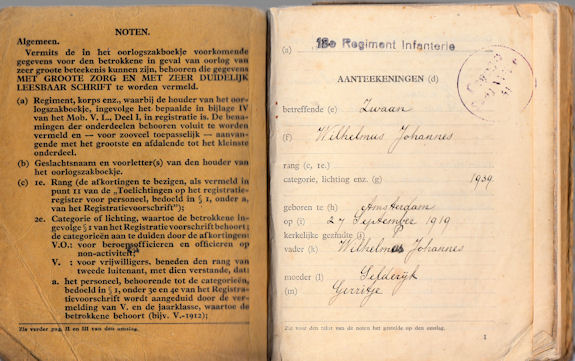 NOTEN.
Algemeen.
Vermits de in het oorlogszakboekje voorkomende
gegevens voor den betrokkene in geval van oorlog van
zeer groote beteekenis kunnen zijn, behooren die gegevens
MET GROOTE ZORG EN MET ZEER DUIDELIJK
LEESBAAR SCHRIFT te worden vermeld.
(a) Regiment, korps enz., waarbij de houder van het oor-
logszakboekje, ingevolge het bepaalde in bijlage IV
van het Mob. V. L., Deel I, in registratie is. De bena-
mingen der onderdeelen behooren voluit te worden
vermeld en — voor zooveel toepasselijk — aanvan-
gende met het grootste en afdalende tot het kleinste
onderdeel.
(b) Geslachtsnaam en voorletter(s) van den houder van
het oorlogszakboekje.
(c) 1e. Rang (de afkortingen te bezigen, als vermeld in
punt 11 van de „Toelichtingen op het registratie-
register voor personeel, bedoeld in § 1, onder a,
van het Registratievoorschrift");
2e. Categorie of lichting, waartoe de betrokkene in-
gevolge § 1 van het Registratievoorschrift behoort;
de categorieën aan te duiden door de afkortingen:
V.O.: voor beroepsofficieren en officieren op
non-activiteit;
V. : voor vrijwilligers, beneden den rang van
tweede luitenant, met dien verstande, dat:
a. het personeel, behoorende tot de categorieën,
bedoeld in § 1, onder 3e en 4e van het Registra-
tievoorschrift wordt aangeduid door de ver-
melding van V. en de jaarklasse, waartoe de
betrokkene behoort (bijv. V.-1912);
Zie verder pag. II en III van den omslag.
(a) 18e Regiment Infanterie
AANTEEKENINGEN (d)
betreffende (e) Zwaan
(f) Wilhelmus Johannes
rang (c, 1e.)
categorie, lichting enz. (g) 1939
geboren te (h) Amsterdam
op (i) 27 September 1919
kerkelijke gezindte (j)
vader (k) Wilhelmus Johannes
moeder (l) Selderyk
(m) Gerritje
Zie voor den tekst van de noten het gestelde op den omslag.
1